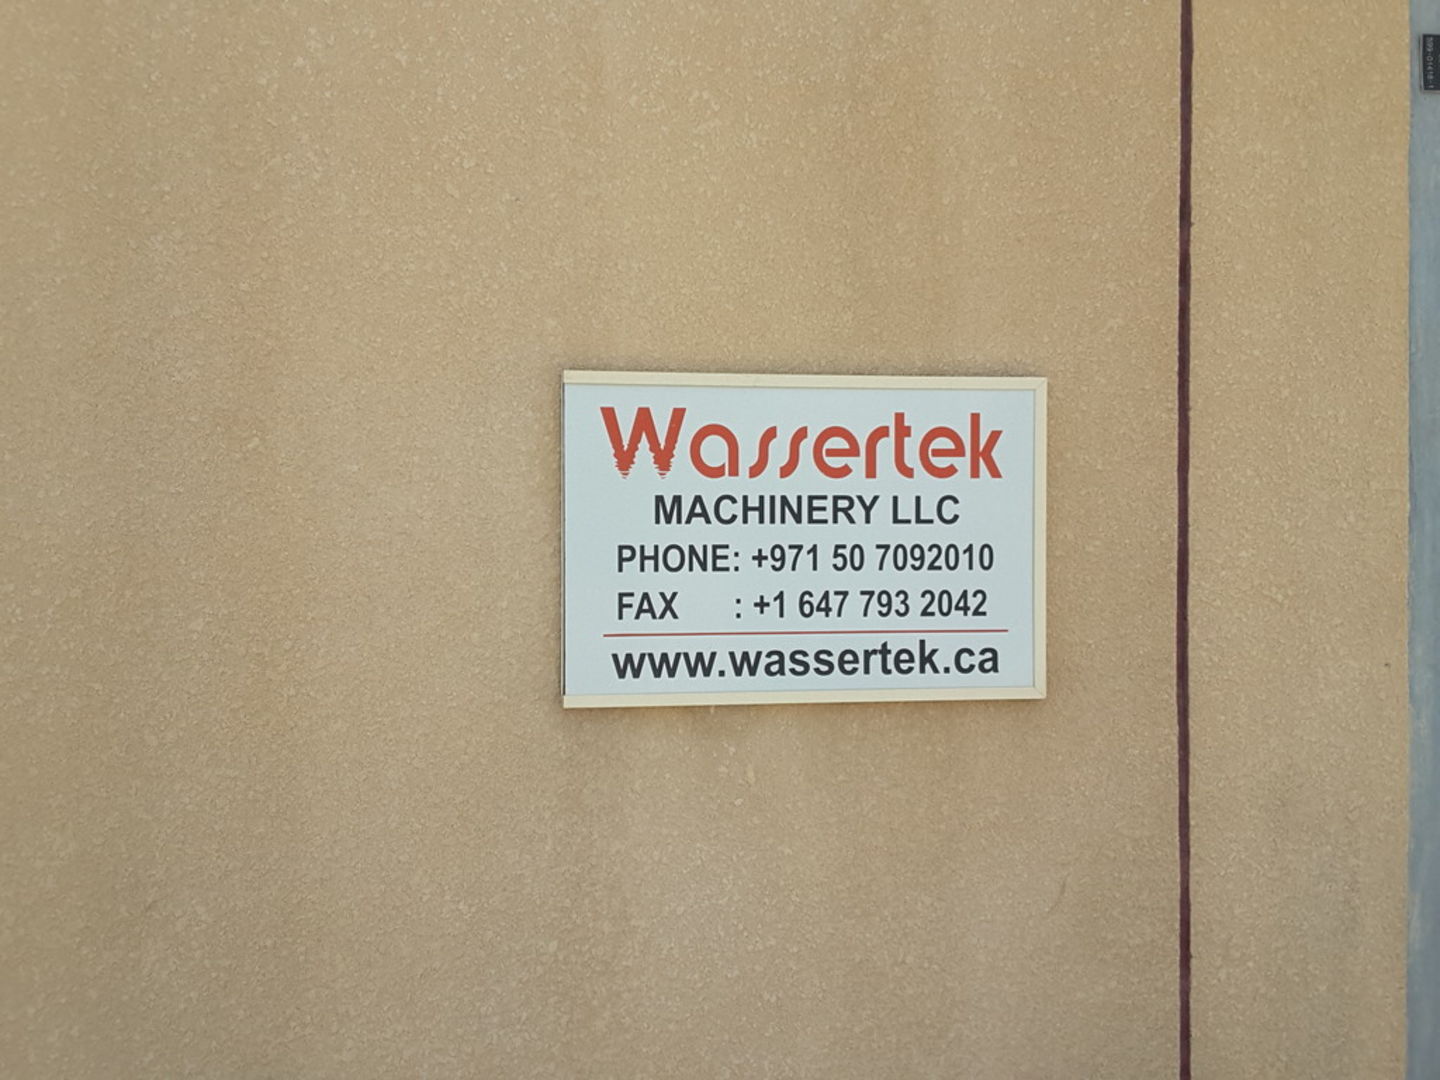 Wassertek
MACHINERY LLC
PHONE: +971 50 7092010
FAX : +1 647 793 2042
www.wassertek.ca